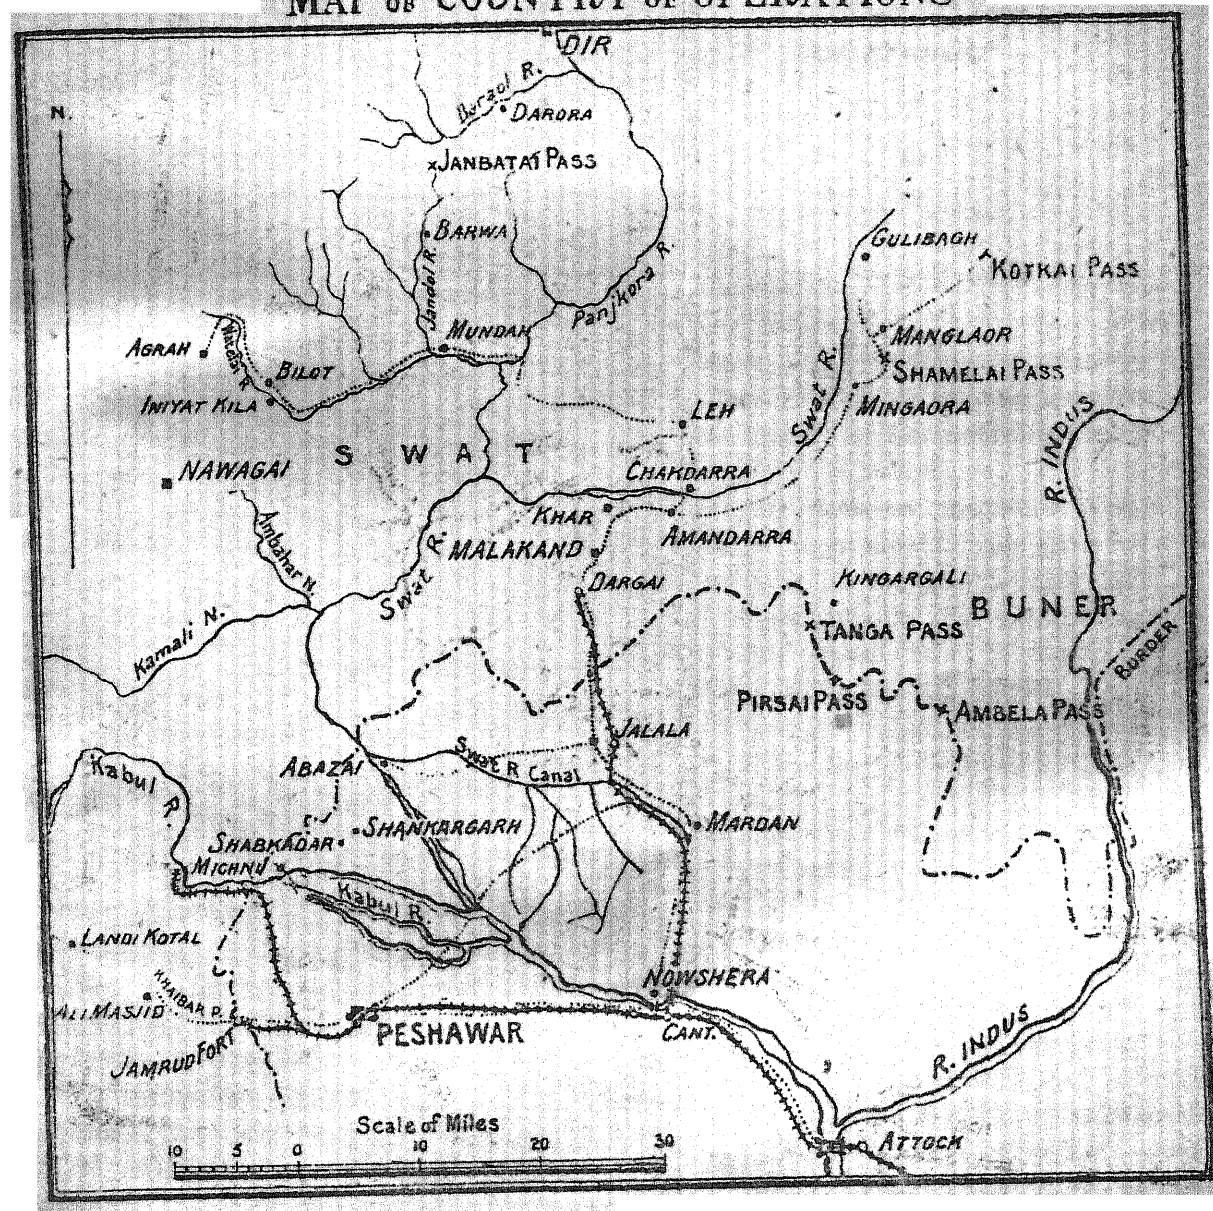 MAP OF COUNTRY OF OPERATIONS
DIR
N.
Baraol R.
DARORA
JANBATAI PASS
BARWA
GULIBAGH
KOTKAI PASS
Jandol R.
Panjkora R.
MUNDAH
MANGLAOR
AGRAH
BILOT
SHAMELAI PASS
INIYAT KILA
LEH
Swat R.
MINGAORA
R. INDUS
SWAT
NAWAGAI
CHAKDARRA
KHAR
Ambahar N.
AMANDARRA
MALAKAND
Swat R.
DARGAI
KINGARGALI
BUNER
Kamali N.
TANGA PASS
BORDER
PIRSAI PASS
AMBELA PASS
JALALA
Kabul R.
ABAZAI
Swat R Canal
SHANKARGARH
MARDAN
SHABKADAR
MICHNI
Kabul R.
LANDI KOTAL
NOWSHERA
KHAIBAR P.
ALI MASJID
PESHAWAR
CANT.
JAMRUD FORT
R. INDUS
Scale of Miles
10 5 0 10 20 30
ATTOCK